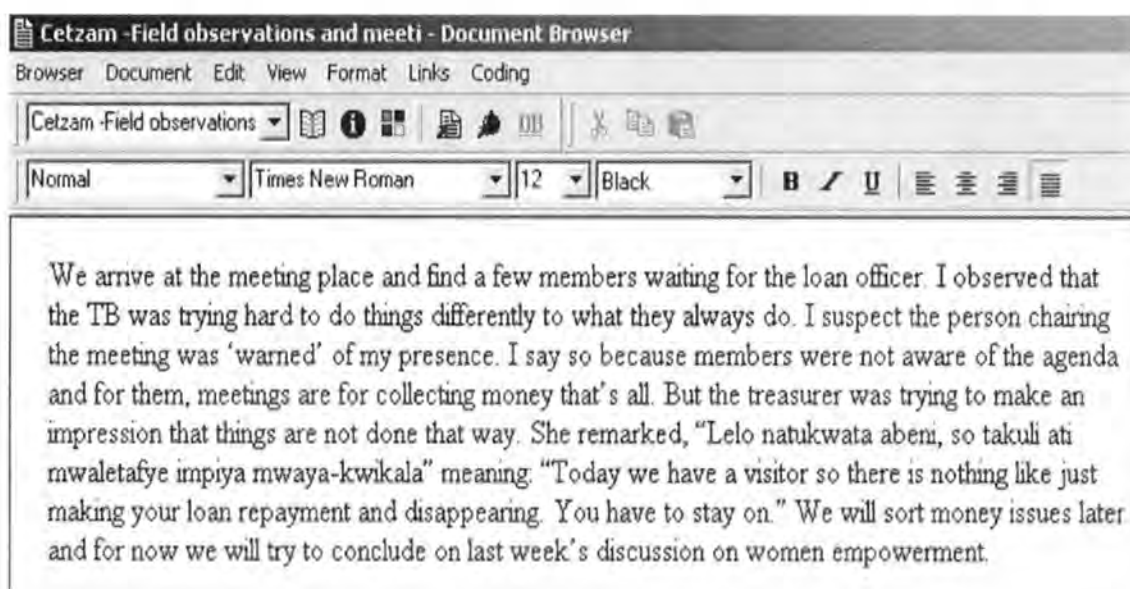 Cetzam -Field observations and meeti - Document Browser
Browser Document Edit View Format Links Coding
Cetzam -Field observations
Normal Times New Roman 12 Black B I U
We arrive at the meeting place and find a few members waiting for the loan officer. I observed that
the TB was trying hard to do things differently to what they always do. I suspect the person chairing
the meeting was ‘warned’ of my presence. I say so because members were not aware of the agenda
and for them, meetings are for collecting money that’s all. But the treasurer was trying to make an
impression that things are not done that way. She remarked, “Lelo natukwata abeni, so takuli ati
mwaletafye impiya mwaya-kwikala” meaning: “Today we have a visitor so there is nothing like just
making your loan repayment and disappearing. You have to stay on.” We will sort money issues later
and for now we will try to conclude on last week’s discussion on women empowerment.